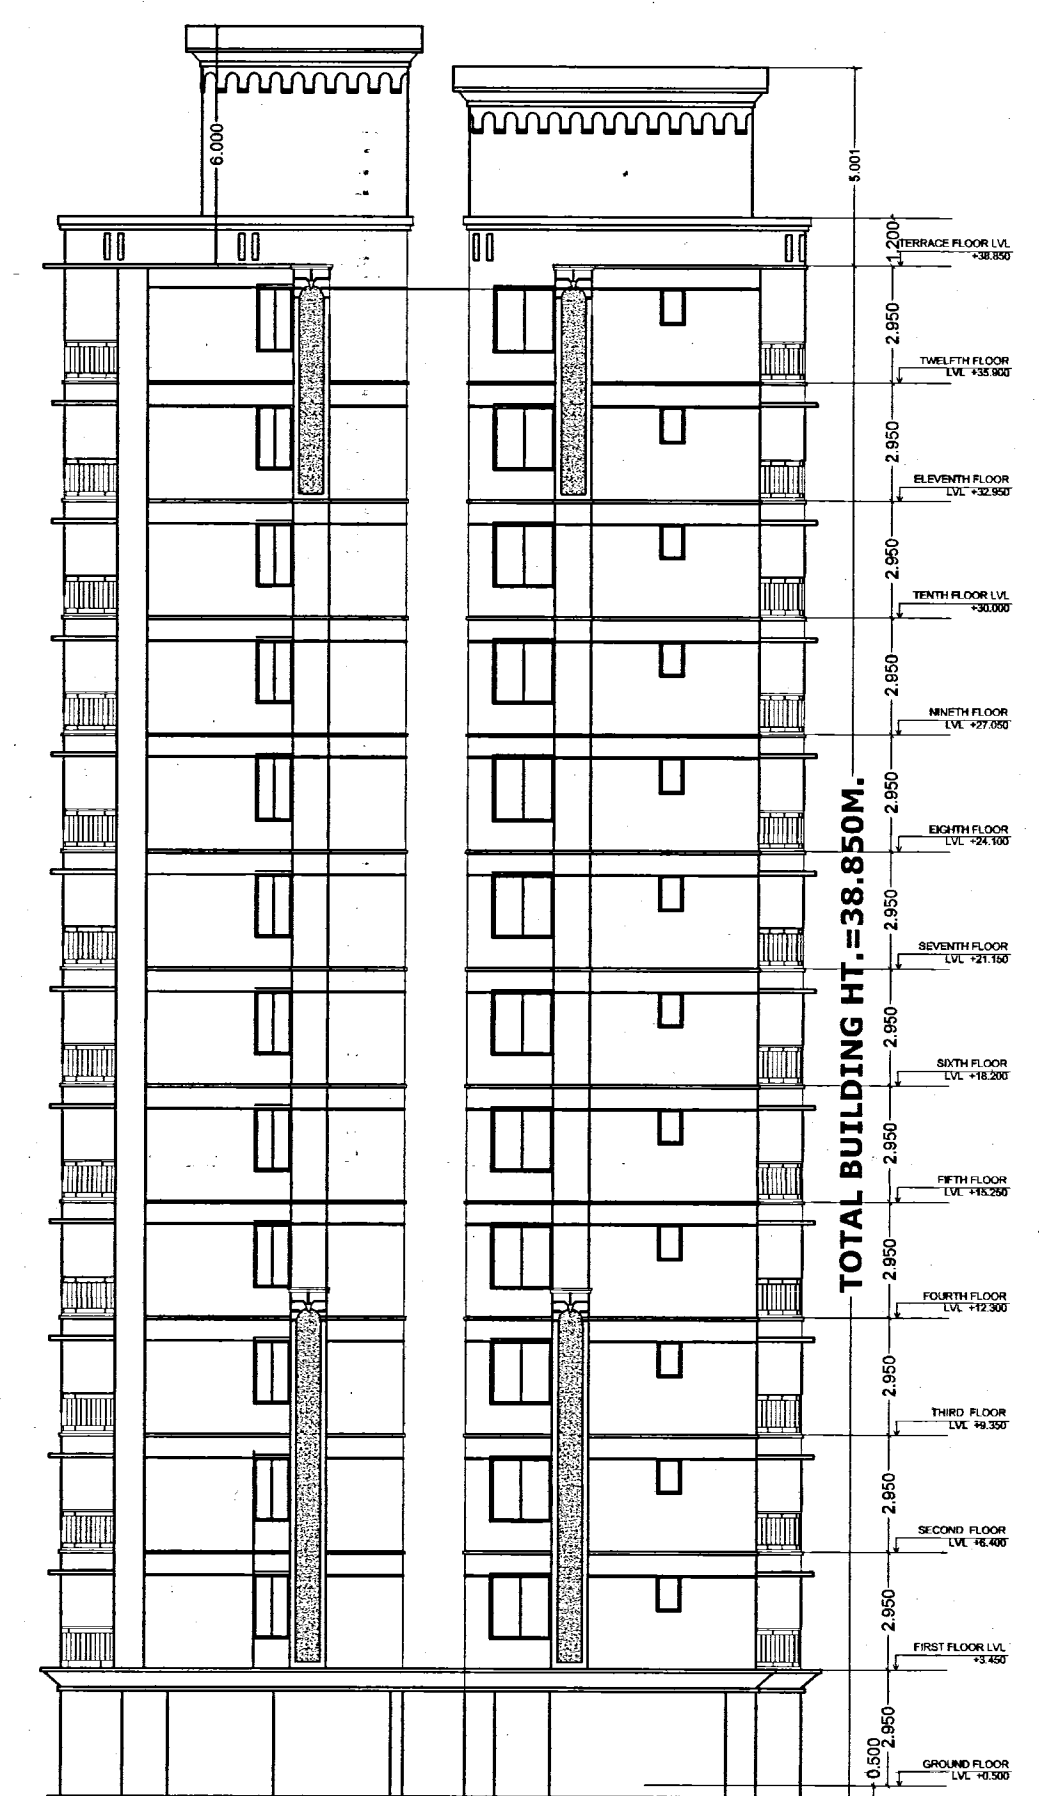 6.000
5.001
1.200
TERRACE FLOOR LVL
+38.850
2.950
TWELFTH FLOOR
LVL +35.900
2.950
ELEVENTH FLOOR
LVL +32.950
2.950
TENTH FLOOR LVL
+30.000
2.950
NINETH FLOOR
LVL +27.050
2.950
EIGHTH FLOOR
LVL +24.100
TOTAL BUILDING HT.=38.850M.
2.950
SEVENTH FLOOR
LVL +21.150
2.950
SIXTH FLOOR
LVL +18.200
2.950
FIFTH FLOOR
LVL +15.250
2.950
FOURTH FLOOR
LVL +12.300
2.950
THIRD FLOOR
LVL +9.350
2.950
SECOND FLOOR
LVL +6.400
2.950
FIRST FLOOR LVL
+3.450
2.950
0.500
GROUND FLOOR
LVL +0.500